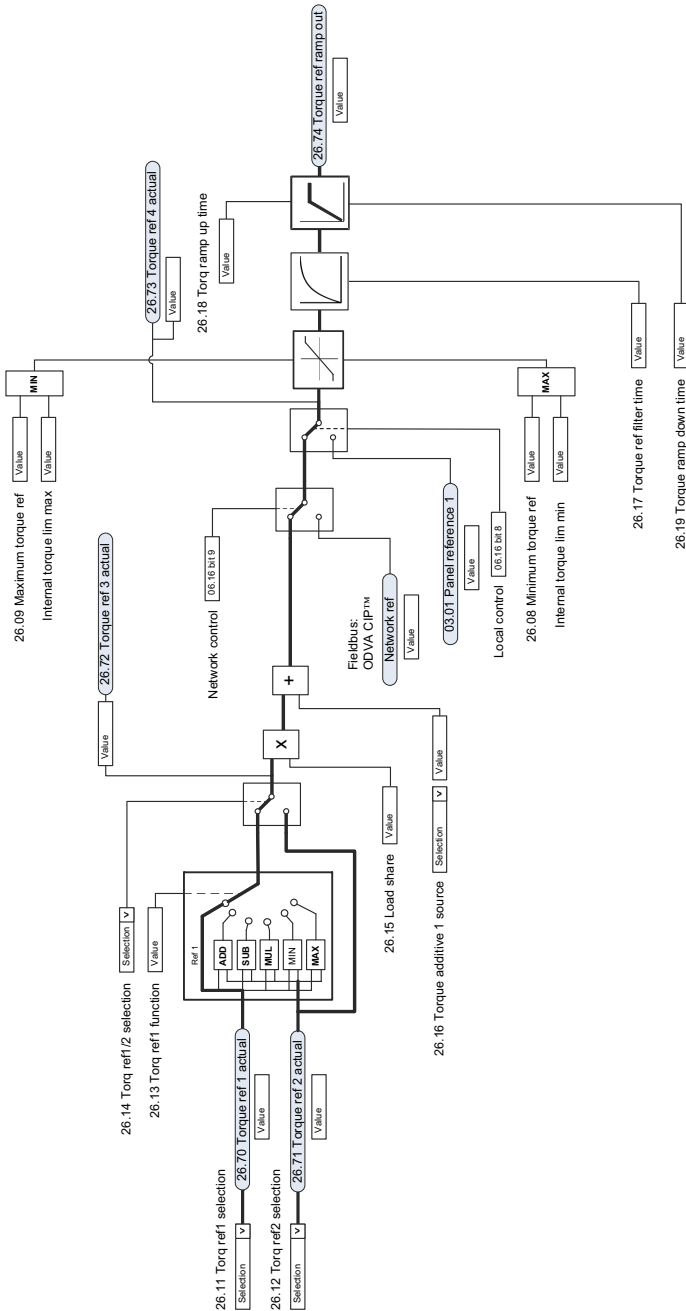 26.11 Torq ref1 selection
Selection
v
26.70 Torque ref 1 actual
Value
26.12 Torq ref2 selection
Selection
v
26.71 Torque ref 2 actual
Value
26.14 Torq ref1/2 selection
Selection
v
26.13 Torq ref1 function
Value
Ref 1
ADD
SUB
MUL
MIN
MAX
26.72 Torque ref 3 actual
Value
X
+
26.15 Load share
Value
26.16 Torque additive 1 source
Selection
v
Value
Network control
06.16 bit 9
Fieldbus:
ODVA CIP™
Network ref
Value
03.01 Panel reference 1
Value
Local control
06.16 bit 8
26.09 Maximum torque ref
Value
Internal torque lim max
Value
MIN
26.73 Torque ref 4 actual
Value
26.08 Minimum torque ref
Value
Internal torque lim min
Value
MAX
26.18 Torq ramp up time
Value
26.74 Torque ref ramp out
Value
26.17 Torque ref filter time
Value
26.19 Torque ramp down time
Value